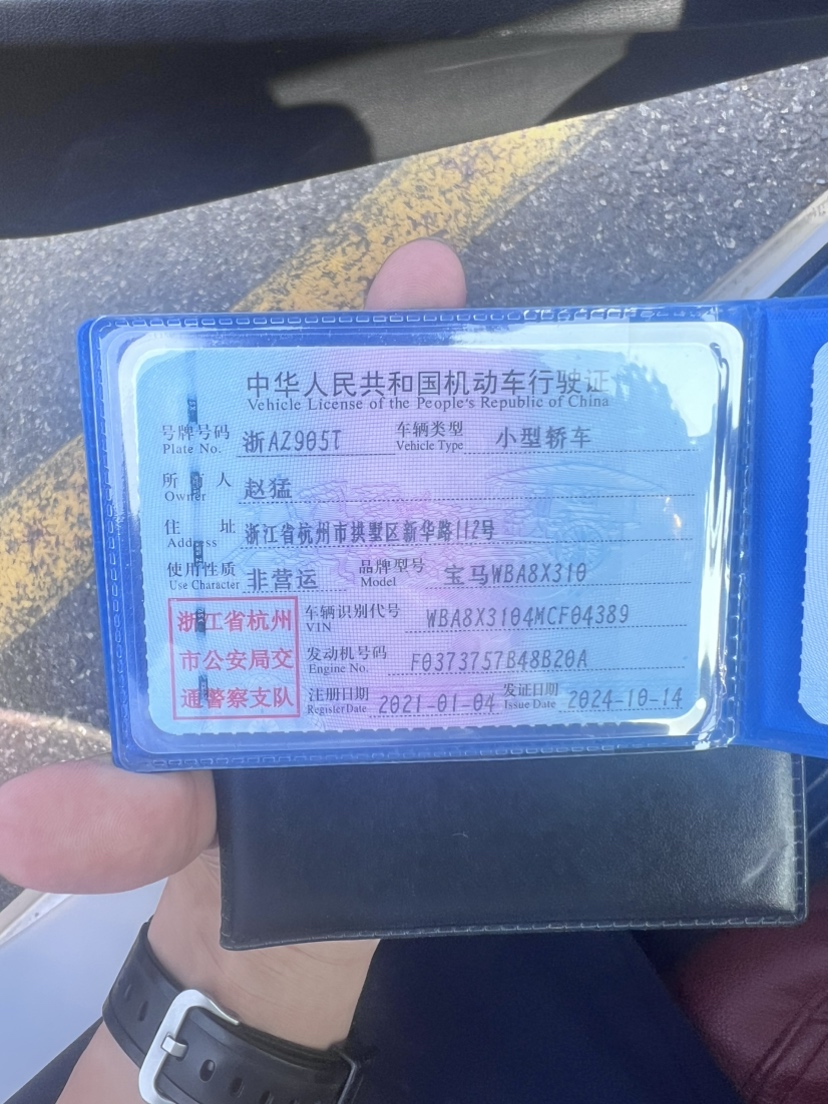 中华人民共和国机动车行驶证
Vehicle License of the People's Republic of China
号牌号码 浙AZ905T 车辆类型 小型轿车
Plate No. Vehicle Type
所 人 赵猛
Owner
住 址 浙江省杭州市拱墅区新华路112号
Address
使用性质 非营运 品牌型号 宝马WBA8X310
Use Character Model
浙江省杭州 车辆识别代号 WBA8X3104MCF04389
VIN
市公安局交 发动机号码 F0373757B48B20A
Engine No.
通警察支队 注册日期 2021-01-04 发证日期 2024-10-14
Register Date Issue Date